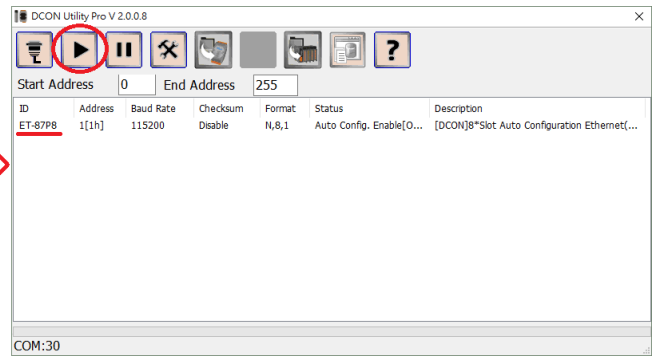 DCON Utility Pro V 2.0.0.8
?
Start Address 0 End Address 255
ID Address Baud Rate Checksum Format Status Description
ET-87P8 1[1h] 115200 Disable N,8,1 Auto Config. Enable[O... [DCON]8*Slot Auto Configuration Ethernet(...
COM:30